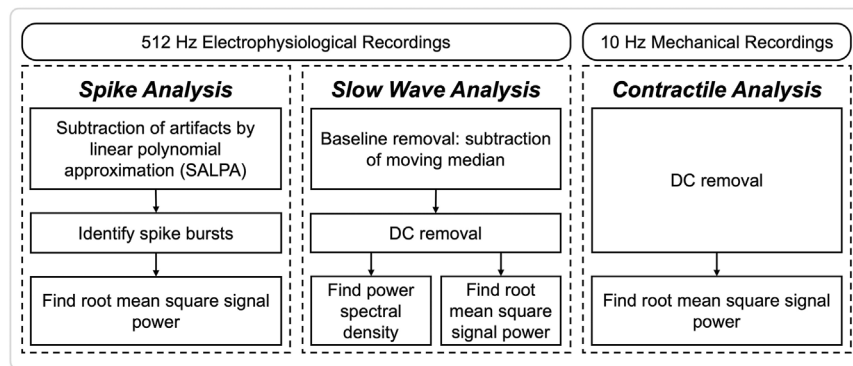 512 Hz Electrophysiological Recordings
10 Hz Mechanical Recordings
Spike Analysis
Subtraction of artifacts by
linear polynomial
approximation (SALPA)
Identify spike bursts
Find root mean square signal
power
Slow Wave Analysis
Baseline removal: subtraction
of moving median
DC removal
Find power
spectral
density
Find root
mean square
signal power
Contractile Analysis
DC removal
Find root mean square signal
power